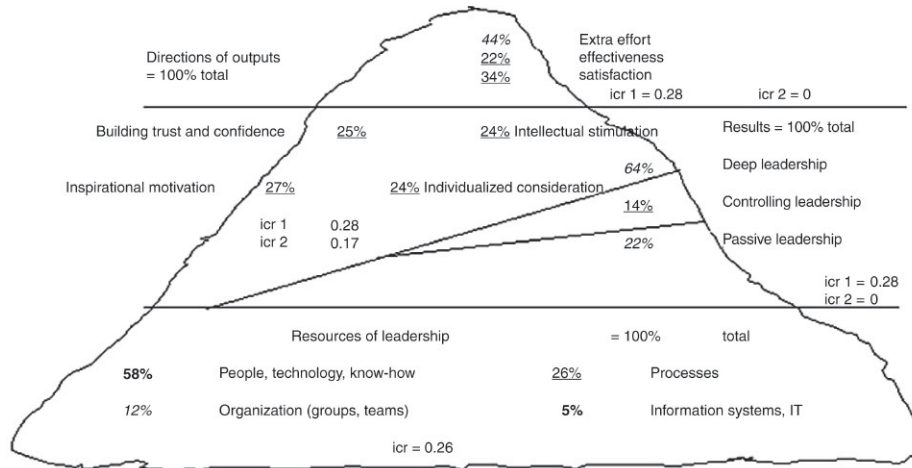 44% Extra effort
Directions of outputs 22% effectiveness
= 100% total 34% satisfaction
icr 1 = 0.28 icr 2 = 0
Building trust and confidence 25% 24% Intellectual stimulation Results = 100% total
64% Deep leadership
Inspirational motivation 27% 24% Individualized consideration
14% Controlling leadership
icr 1 0.28
icr 2 0.17 22% Passive leadership
icr 1 = 0.28
icr 2 = 0
Resources of leadership = 100% total
58% People, technology, know-how 26% Processes
12% Organization (groups, teams) 5% Information systems, IT
icr = 0.26